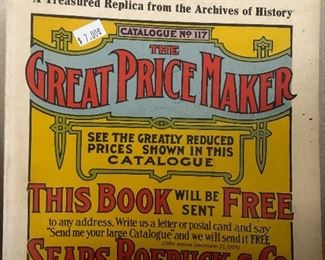 A Treasured Replica from the Archives of History
$7.00
CATALOGUE No 117
THE
GREAT PRICE MAKER
SEE THE GREATLY REDUCED
PRICES SHOWN IN THIS
CATALOGUE
THIS BOOK WILL BE SENT FREE
to any address. Write us a letter or postal card and say
"Send me your large Catalogue" and we will send it FREE
SEARS ROEBUCK & Co